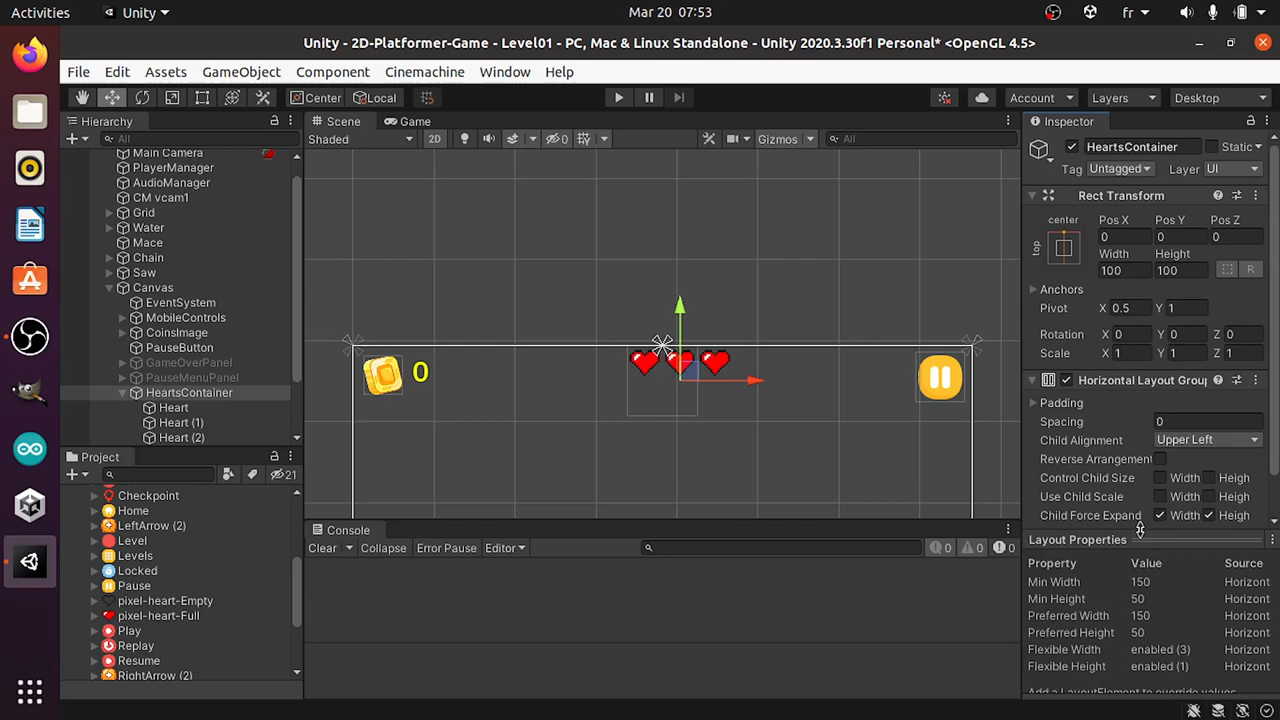 Activities
Unity
Mar 20 07:53
fr
Unity - 2D-Platformer-Game - Level01 - PC, Mac & Linux Standalone - Unity 2020.3.30f1 Personal* <OpenGL 4.5>
File Edit Assets GameObject Component Cinemachine Window Help
Center Local Account Layers Desktop
Hierarchy
All
Main Camera
PlayerManager
AudioManager
CM vcam1
Grid
Water
Mace
Chain
Saw
Canvas
EventSystem
MobileControls
CoinsImage
PauseButton
GameOverPanel
PauseMenuPanel
HeartsContainer
Heart
Heart (1)
Heart (2)
Project
21
Checkpoint
Home
LeftArrow (2)
Level
Levels
Locked
Pause
pixel-heart-Empty
pixel-heart-Full
Play
Replay
Resume
RightArrow (2)
Scene Game
Shaded 2D 0 Gizmos All
0
Console
Clear Collapse Error Pause Editor 0 0 0
Inspector
HeartsContainer Static
Tag Untagged Layer UI
Rect Transform
center Pos X Pos Y Pos Z
top
0 0 0
Width Height
100 100 R
Anchors
Pivot X 0.5 Y 1
Rotation X 0 Y 0 Z 0
Scale X 1 Y 1 Z 1
Horizontal Layout Group
Padding
Spacing 0
Child Alignment Upper Left
Reverse Arrangement
Control Child Size Width Heigh
Use Child Scale Width Heigh
Child Force Expand Width Heigh
Layout Properties
Property Value Source
Min Width 150 Horizont
Min Height 50 Horizont
Preferred Width 150 Horizont
Preferred Height 50 Horizont
Flexible Width enabled (3) Horizont
Flexible Height enabled (1) Horizont
Add a LayoutElement to override values